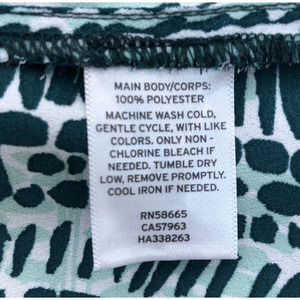 MAIN BODY/CORPS:
100% POLYESTER
MACHINE WASH COLD,
GENTLE CYCLE, WITH LIKE
COLORS. ONLY NON -
CHLORINE BLEACH IF
NEEDED. TUMBLE DRY
LOW, REMOVE PROMPTLY.
COOL IRON IF NEEDED.
RN58665
CA57963
HA338263